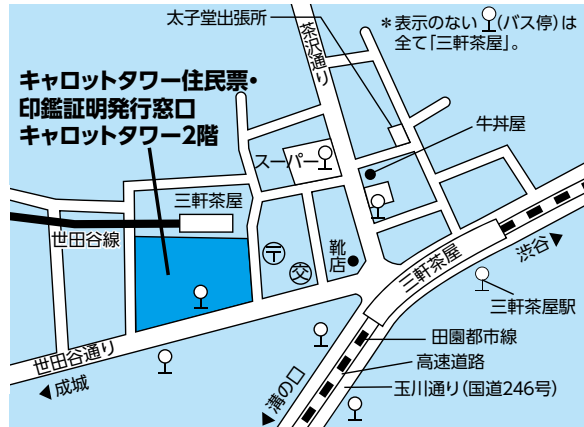 太子堂出張所
茶沢通り
*表示のない (バス停)は
全て「三軒茶屋」。
キャロットタワー住民票・
印鑑証明発行窓口
キャロットタワー2階
牛丼屋
スーパー
三軒茶屋
世田谷線
〒
交
靴店
三軒茶屋
渋谷
三軒茶屋駅
世田谷通り
成城
溝の口
田園都市線
高速道路
玉川通り(国道246号)